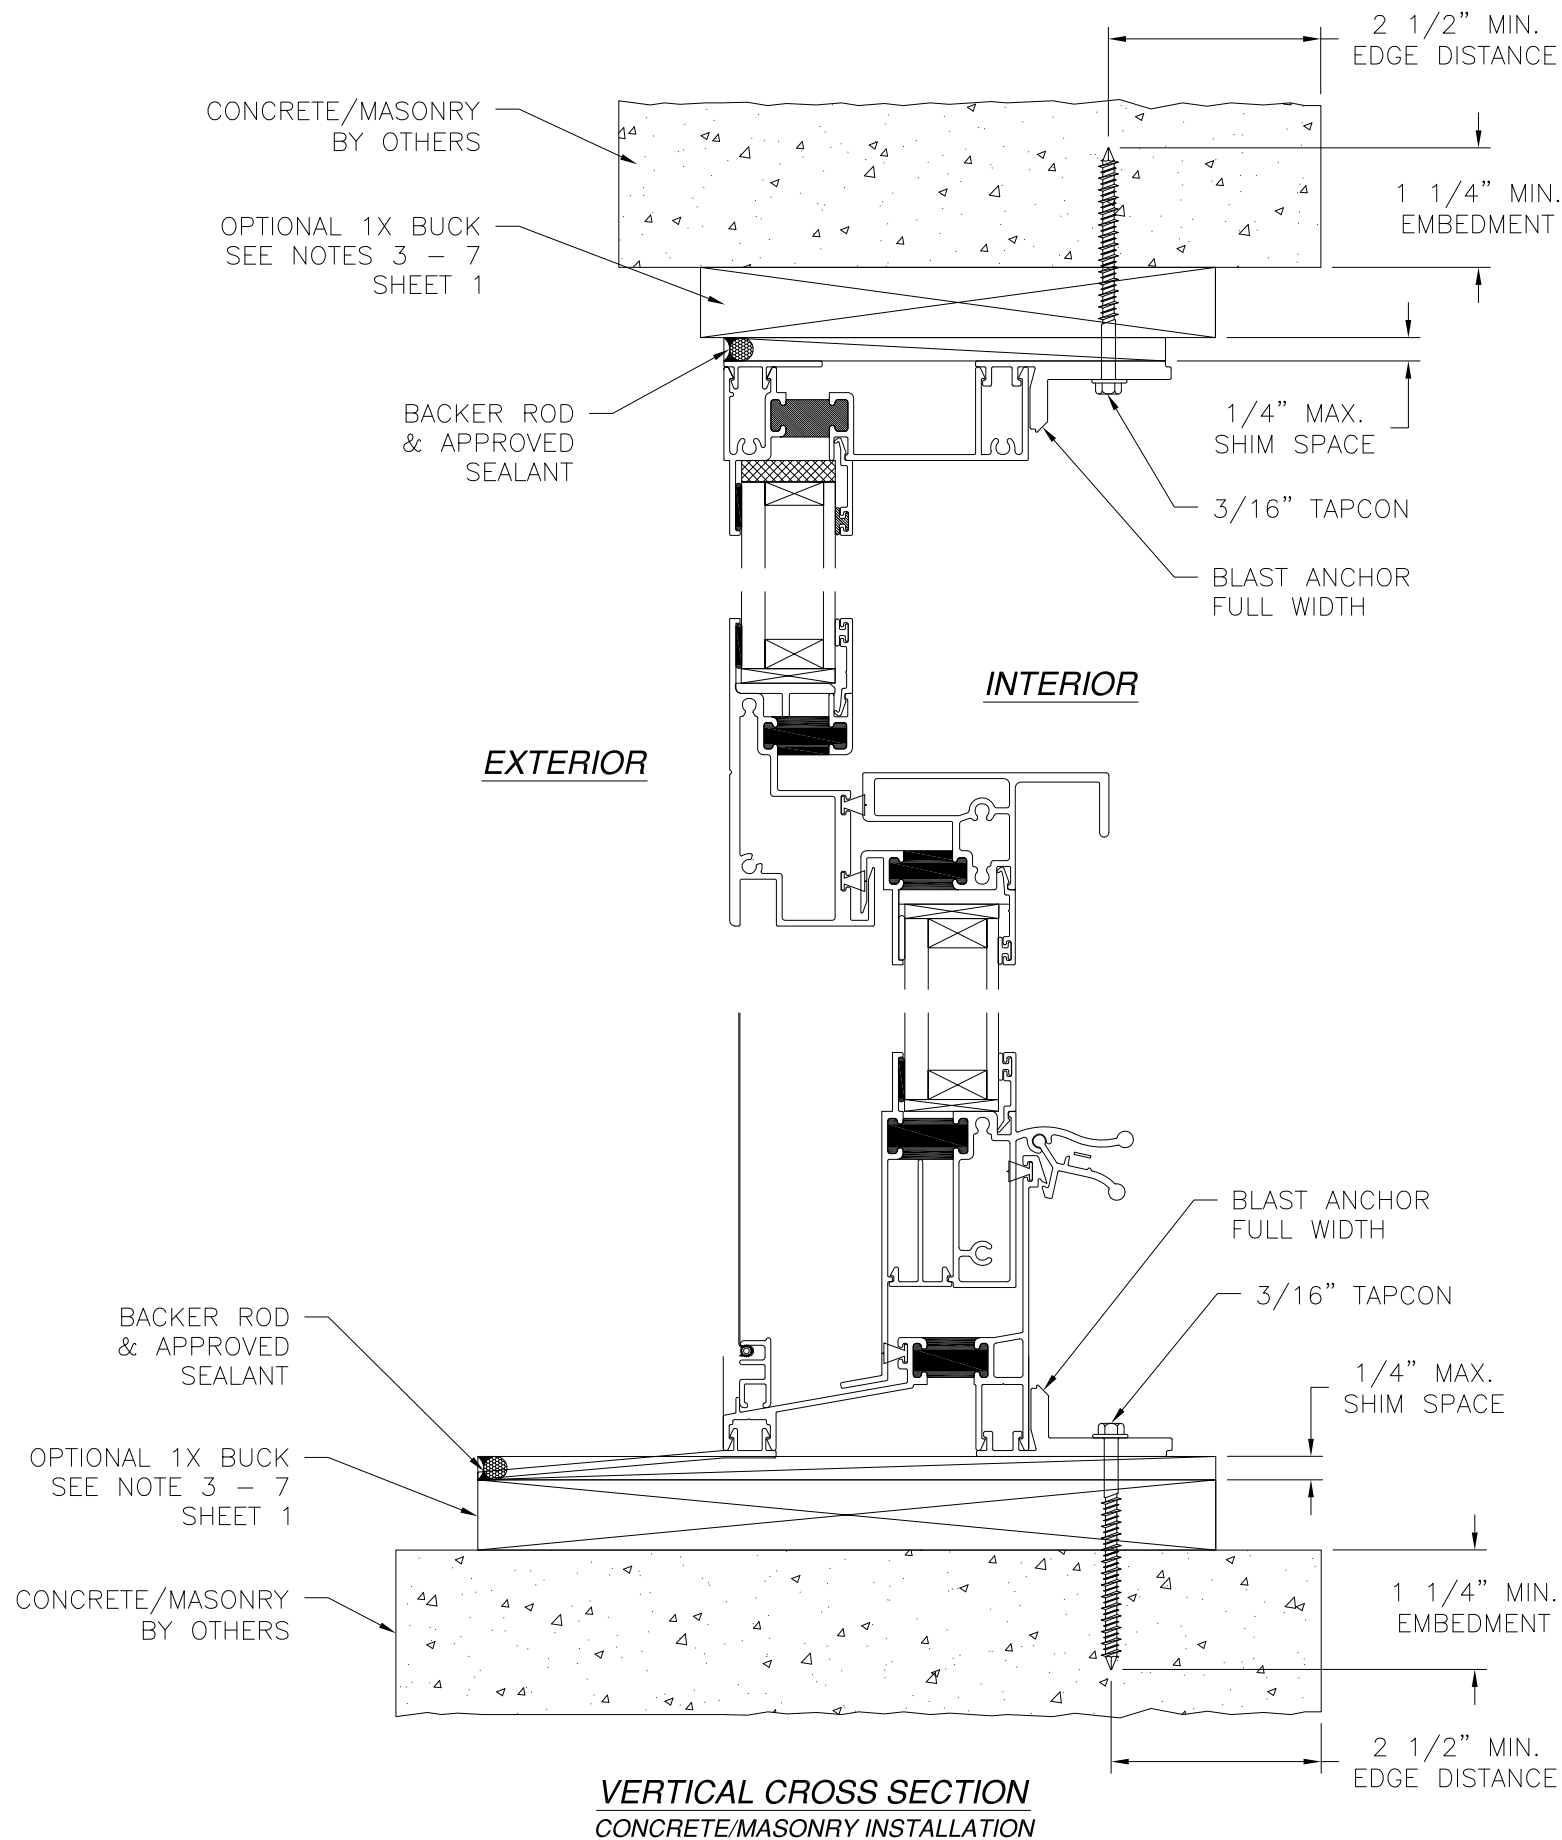 2 1/2” MIN.
EDGE DISTANCE
CONCRETE/MASONRY
BY OTHERS
1 1/4” MIN.
EMBEDMENT
OPTIONAL 1X BUCK
SEE NOTES 3 – 7
SHEET 1
BACKER ROD
& APPROVED
SEALANT
1/4” MAX.
SHIM SPACE
3/16” TAPCON
BLAST ANCHOR
FULL WIDTH
INTERIOR
EXTERIOR
BLAST ANCHOR
FULL WIDTH
3/16” TAPCON
BACKER ROD
& APPROVED
SEALANT
1/4” MAX.
SHIM SPACE
OPTIONAL 1X BUCK
SEE NOTE 3 – 7
SHEET 1
CONCRETE/MASONRY
BY OTHERS
1 1/4” MIN.
EMBEDMENT
2 1/2” MIN.
EDGE DISTANCE
VERTICAL CROSS SECTION
CONCRETE/MASONRY INSTALLATION